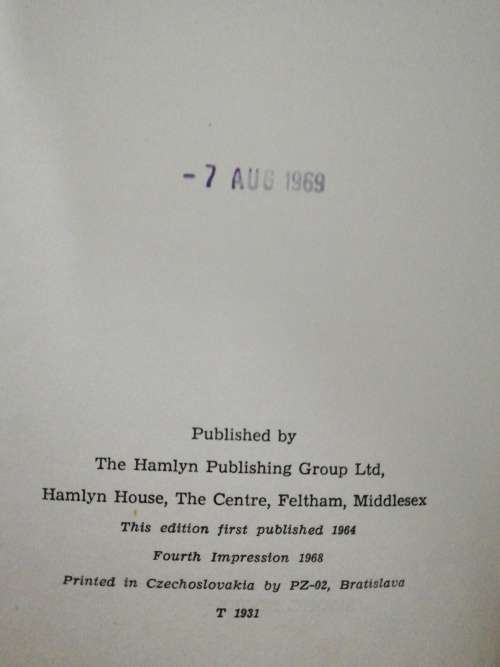 - 7 AUG 1969
Published by
The Hamlyn Publishing Group Ltd,
Hamlyn House, The Centre, Feltham, Middlesex
This edition first published 1964
Fourth Impression 1968
Printed in Czechoslovakia by PZ-02, Bratislava
T 1931